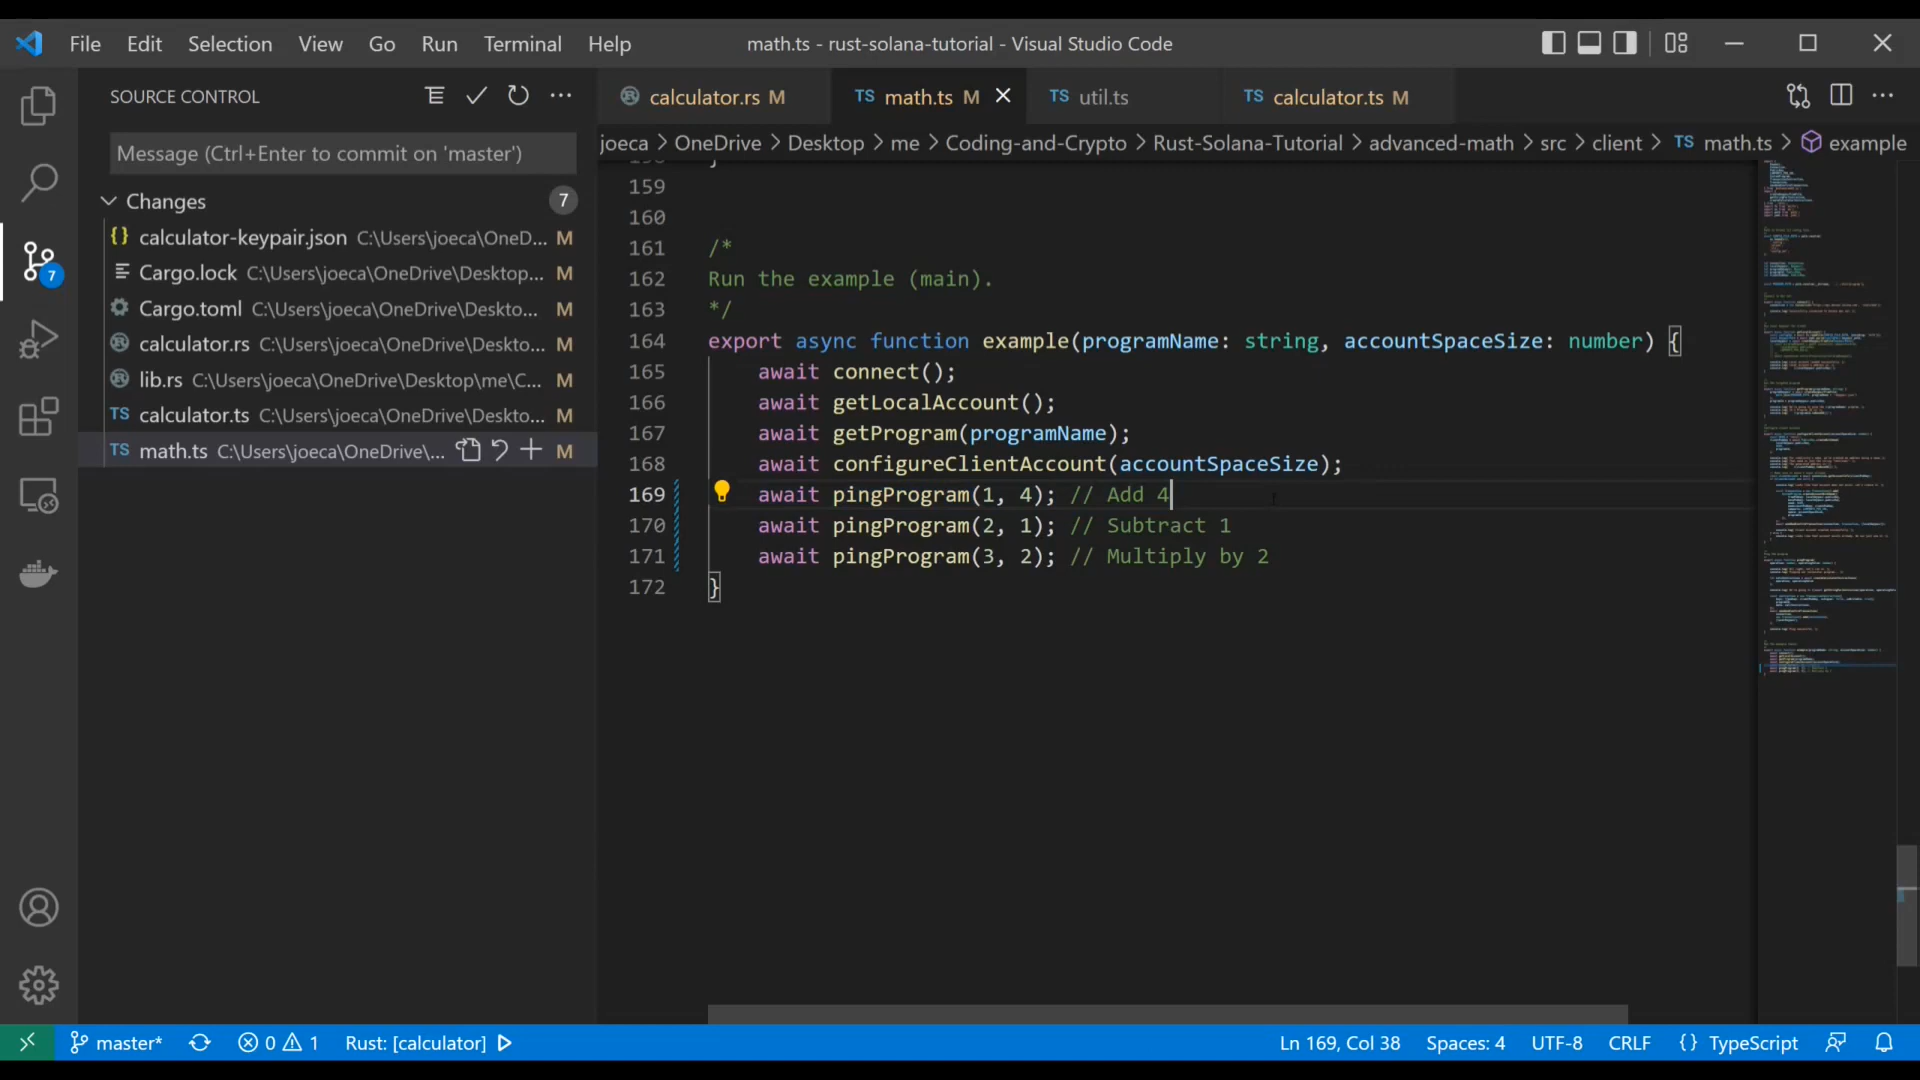 File Edit Selection View Go Run Terminal Help
math.ts - rust-solana-tutorial - Visual Studio Code
SOURCE CONTROL
Message (Ctrl+Enter to commit on 'master')
Changes 7
{} calculator-keypair.json C:\Users\joeca\OneD... M
Cargo.lock C:\Users\joeca\OneDrive\Desktop... M
Cargo.toml C:\Users\joeca\OneDrive\Deskto... M
calculator.rs C:\Users\joeca\OneDrive\Deskto... M
lib.rs C:\Users\joeca\OneDrive\Desktop\me\C... M
TS calculator.ts C:\Users\joeca\OneDrive\Deskto... M
TS math.ts C:\Users\joeca\OneDrive\... M
7
calculator.rs M TS math.ts M TS util.ts TS calculator.ts M
joeca > OneDrive > Desktop > me > Coding-and-Crypto > Rust-Solana-Tutorial > advanced-math > src > client > TS math.ts > example
159
160
161 /*
162 Run the example (main).
163 */
164 export async function example(programName: string, accountSpaceSize: number) {
165 await connect();
166 await getLocalAccount();
167 await getProgram(programName);
168 await configureClientAccount(accountSpaceSize);
169 await pingProgram(1, 4); // Add 4
170 await pingProgram(2, 1); // Subtract 1
171 await pingProgram(3, 2); // Multiply by 2
172 }
master* 0 1 Rust: [calculator] Ln 169, Col 38 Spaces: 4 UTF-8 CRLF {} TypeScript